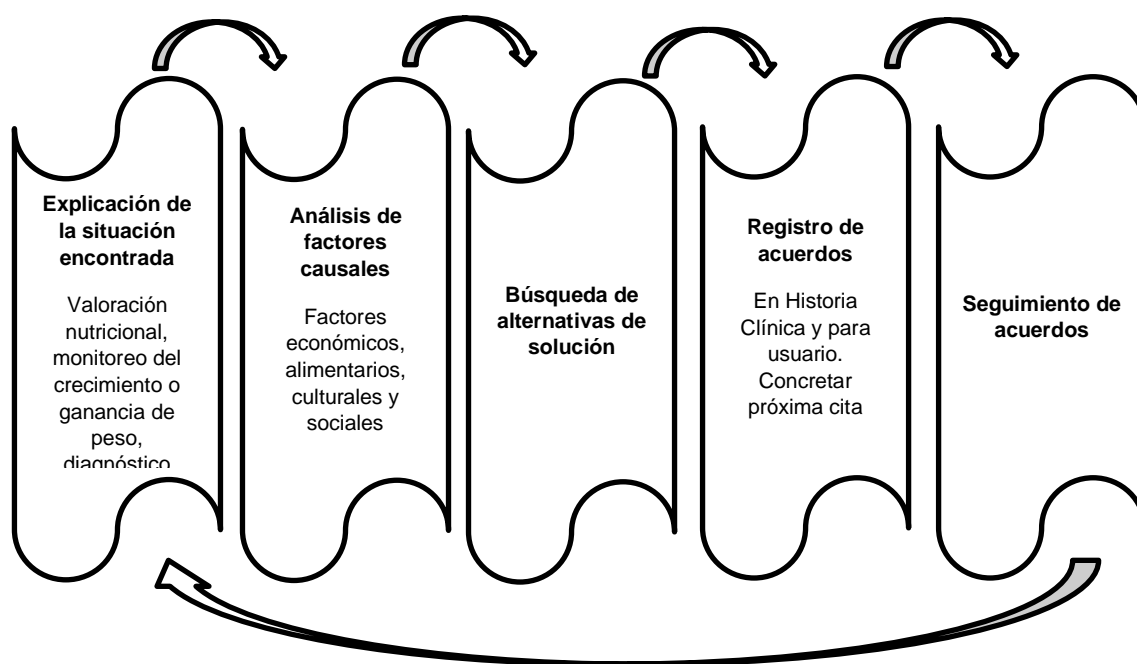 Explicación de
la situación
encontrada
Valoración
nutricional,
monitoreo del
crecimiento o
ganancia de
peso,
diagnóstico
Análisis de
factores
causales
Factores
económicos,
alimentarios,
culturales y
sociales
Búsqueda de
alternativas de
solución
Registro de
acuerdos
En Historia
Clínica y para
usuario.
Concretar
próxima cita
Seguimiento de
acuerdos